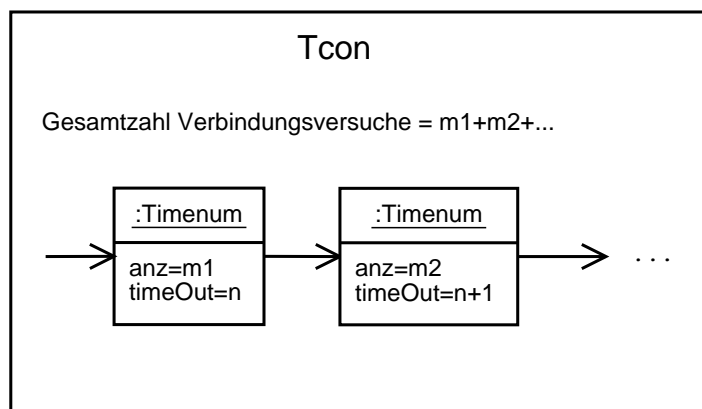 Tcon
Gesamtzahl Verbindungsversuche = m1+m2+...
:Timenum
:Timenum
anz=m1
timeOut=n
anz=m2
timeOut=n+1
. . .